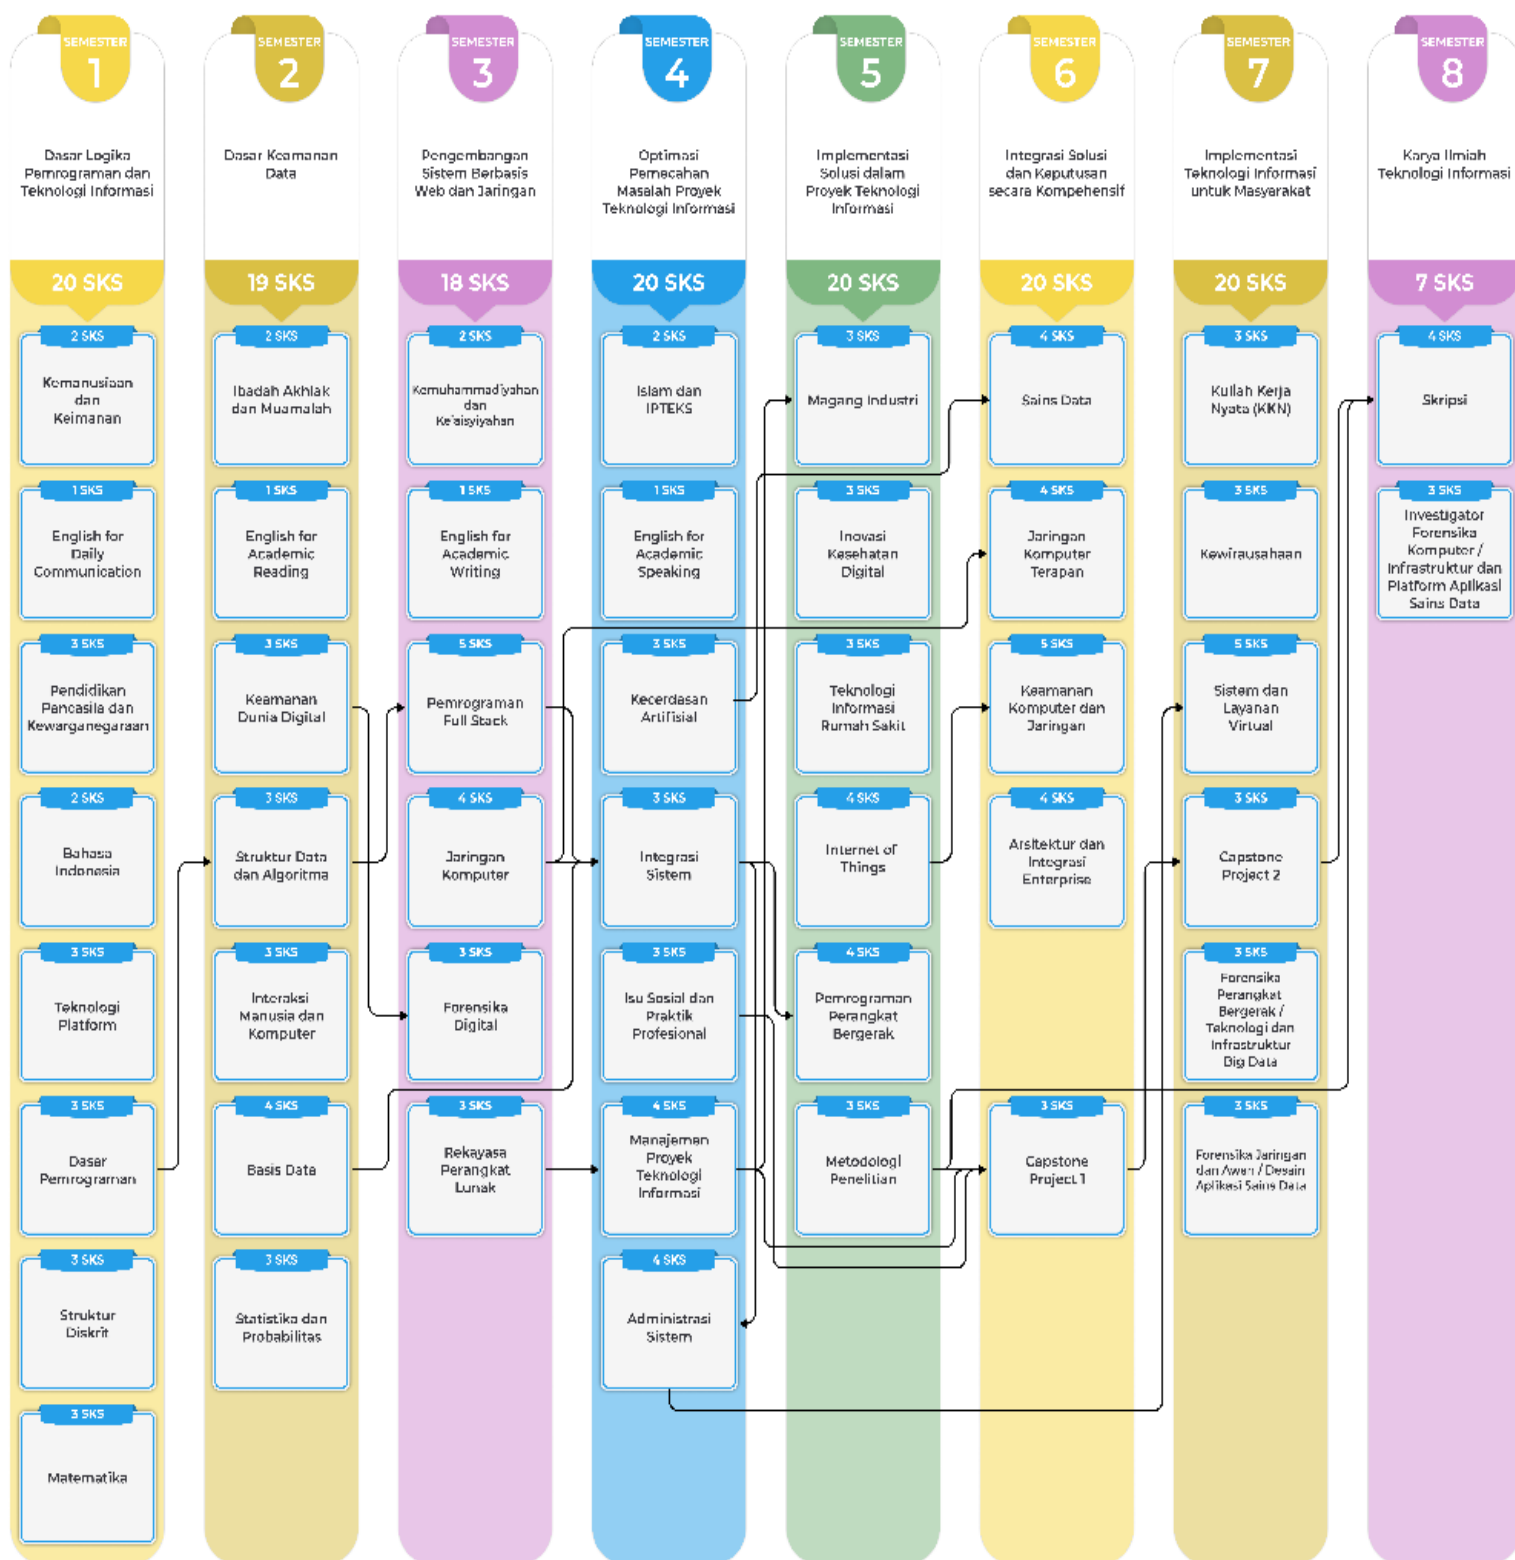 SEMESTER
1
Dasar Logika
Pemrograman dan
Teknologi Informasi
20 SKS
2 SKS
Kemanusiaan
dan
Keimanan
1 SKS
English for
Daily
Communication
3 SKS
Pendidikan
Pancasila dan
Kewarganegaraan
2 SKS
Bahasa
Indonesia
3 SKS
Teknologi
Platform
3 SKS
Dasar
Pemrograman
3 SKS
Struktur
Diskrit
3 SKS
Matematika
SEMESTER
2
Dasar Keamanan
Data
19 SKS
2 SKS
Ibadah Akhlak
dan Muamalah
1 SKS
English for
Academic
Reading
3 SKS
Keamanan
Dunia Digital
3 SKS
Struktur Data
dan Algoritma
3 SKS
Interaksi
Manusia dan
Komputer
4 SKS
Basis Data
3 SKS
Statistika dan
Probabilitas
SEMESTER
3
Pengembangan
Sistem Berbasis
Web dan Jaringan
18 SKS
2 SKS
Kemuhammadiyahan
dan
Ke'aisyiyahan
1 SKS
English for
Academic
Writing
5 SKS
Pemrograman
Full Stack
4 SKS
Jaringan
Komputer
3 SKS
Forensika
Digital
3 SKS
Rekayasa
Perangkat
Lunak
SEMESTER
4
Optimasi
Pemecahan
Masalah Proyek
Teknologi Informasi
20 SKS
2 SKS
Islam dan
IPTEKS
1 SKS
English for
Academic
Speaking
3 SKS
Kecerdasan
Artifisial
3 SKS
Integrasi
Sistem
3 SKS
Isu Sosial dan
Praktik
Profesional
4 SKS
Manajemen
Proyek
Teknologi
Informasi
4 SKS
Administrasi
Sistem
SEMESTER
5
Implementasi
Solusi dalam
Proyek Teknologi
Informasi
20 SKS
3 SKS
Magang Industri
3 SKS
Inovasi
Kesehatan
Digital
3 SKS
Teknologi
Informasi
Rumah Sakit
4 SKS
Internet of
Things
4 SKS
Pemrograman
Perangkat
Bergerak
3 SKS
Metodologi
Penelitian
SEMESTER
6
Integrasi Solusi
dan Keputusan
secara Kompehensif
20 SKS
4 SKS
Sains Data
4 SKS
Jaringan
Komputer
Terapan
5 SKS
Keamanan
Komputer dan
Jaringan
4 SKS
Arsitektur dan
Integrasi
Enterprise
3 SKS
Capstone
Project 1
SEMESTER
7
Implementasi
Teknologi Informasi
untuk Masyarakat
20 SKS
3 SKS
Kuliah Kerja
Nyata (KKN)
3 SKS
Kewirausahaan
5 SKS
Sistem dan
Layanan
Virtual
3 SKS
Capstone
Project 2
3 SKS
Forensika
Perangkat
Bergerak /
Teknologi dan
Infrastruktur
Big Data
3 SKS
Forensika Jaringan
dan Awan / Desain
Aplikasi Sains Data
SEMESTER
8
Karya Ilmiah
Teknologi Informasi
7 SKS
4 SKS
Skripsi
3 SKS
Investigator
Forensika
Komputer /
Infrastruktur dan
Platform Aplikasi
Sains Data